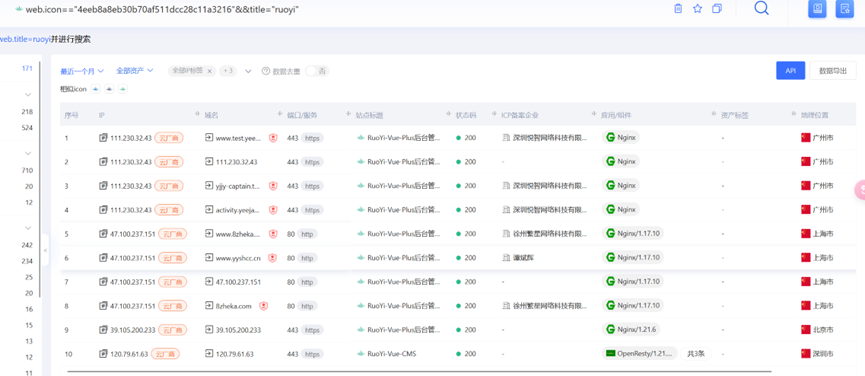 web.icon=="4eeb8a8eb30b70af511dcc28c11a3216"&&title="ruoyi"
web.title=ruoyi并进行搜索
171
218
524
710
20
12
242
234
25
20
16
15
13
12
11
最近一个月 全部资产 全部IP标签 × + 3 数据去重 否 API 数据导出
相似icon
序号 IP 域名 端口/服务 站点标题 状态码 ICP备案企业 应用/组件 资产标签 地理位置
1 111.230.32.43 云厂商 www.test.yee... 443 https RuoYi-Vue-Plus后台管... 200 深圳悦智网络科技有限... Nginx - 广州市
2 111.230.32.43 云厂商 111.230.32.43 443 https RuoYi-Vue-Plus后台管... 200 - Nginx - 广州市
3 111.230.32.43 云厂商 yjjy-captain.t... 443 https RuoYi-Vue-Plus后台管... 200 深圳悦智网络科技有限... Nginx - 广州市
4 111.230.32.43 云厂商 activity.yeeja... 443 https RuoYi-Vue-Plus后台管... 200 深圳悦智网络科技有限... Nginx - 广州市
5 47.100.237.151 云厂商 www.8zheka.... 80 http RuoYi-Vue-Plus后台管... 200 徐州繁星网络科技有限... Nginx/1.17.10 - 上海市
6 47.100.237.151 云厂商 www.yyshcc.cn 80 http RuoYi-Vue-Plus后台管... 200 谦斌辉 Nginx/1.17.10 - 上海市
7 47.100.237.151 云厂商 47.100.237.151 80 http RuoYi-Vue-Plus后台管... 200 - Nginx/1.17.10 - 上海市
8 47.100.237.151 云厂商 8zheka.com 80 http RuoYi-Vue-Plus后台管... 200 徐州繁星网络科技有限... Nginx/1.17.10 - 上海市
9 39.105.200.233 云厂商 39.105.200.233 443 https RuoYi-Vue-Plus后台管... 200 - Nginx/1.21.6 - 北京市
10 120.79.61.63 云厂商 120.79.61.63 443 https RuoYi-Vue-CMS 200 - OpenResty/1.21.... 共3条 - 深圳市